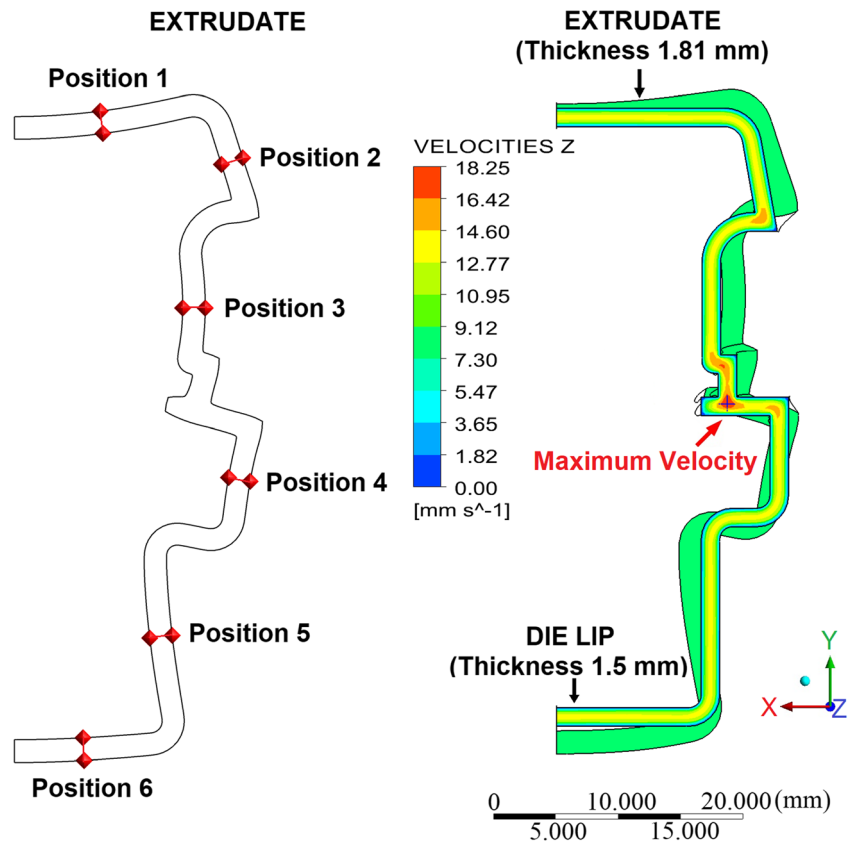 EXTRUDATE
Position 1
Position 2
Position 3
Position 4
Position 5
Position 6
EXTRUDATE
(Thickness 1.81 mm)
VELOCITIES Z
18.25
16.42
14.60
12.77
10.95
9.12
7.30
5.47
3.65
1.82
0.00
[mm s^-1]
Maximum Velocity
DIE LIP
(Thickness 1.5 mm)
Y
X
Z
0 10.000 20.000 (mm)
5.000 15.000